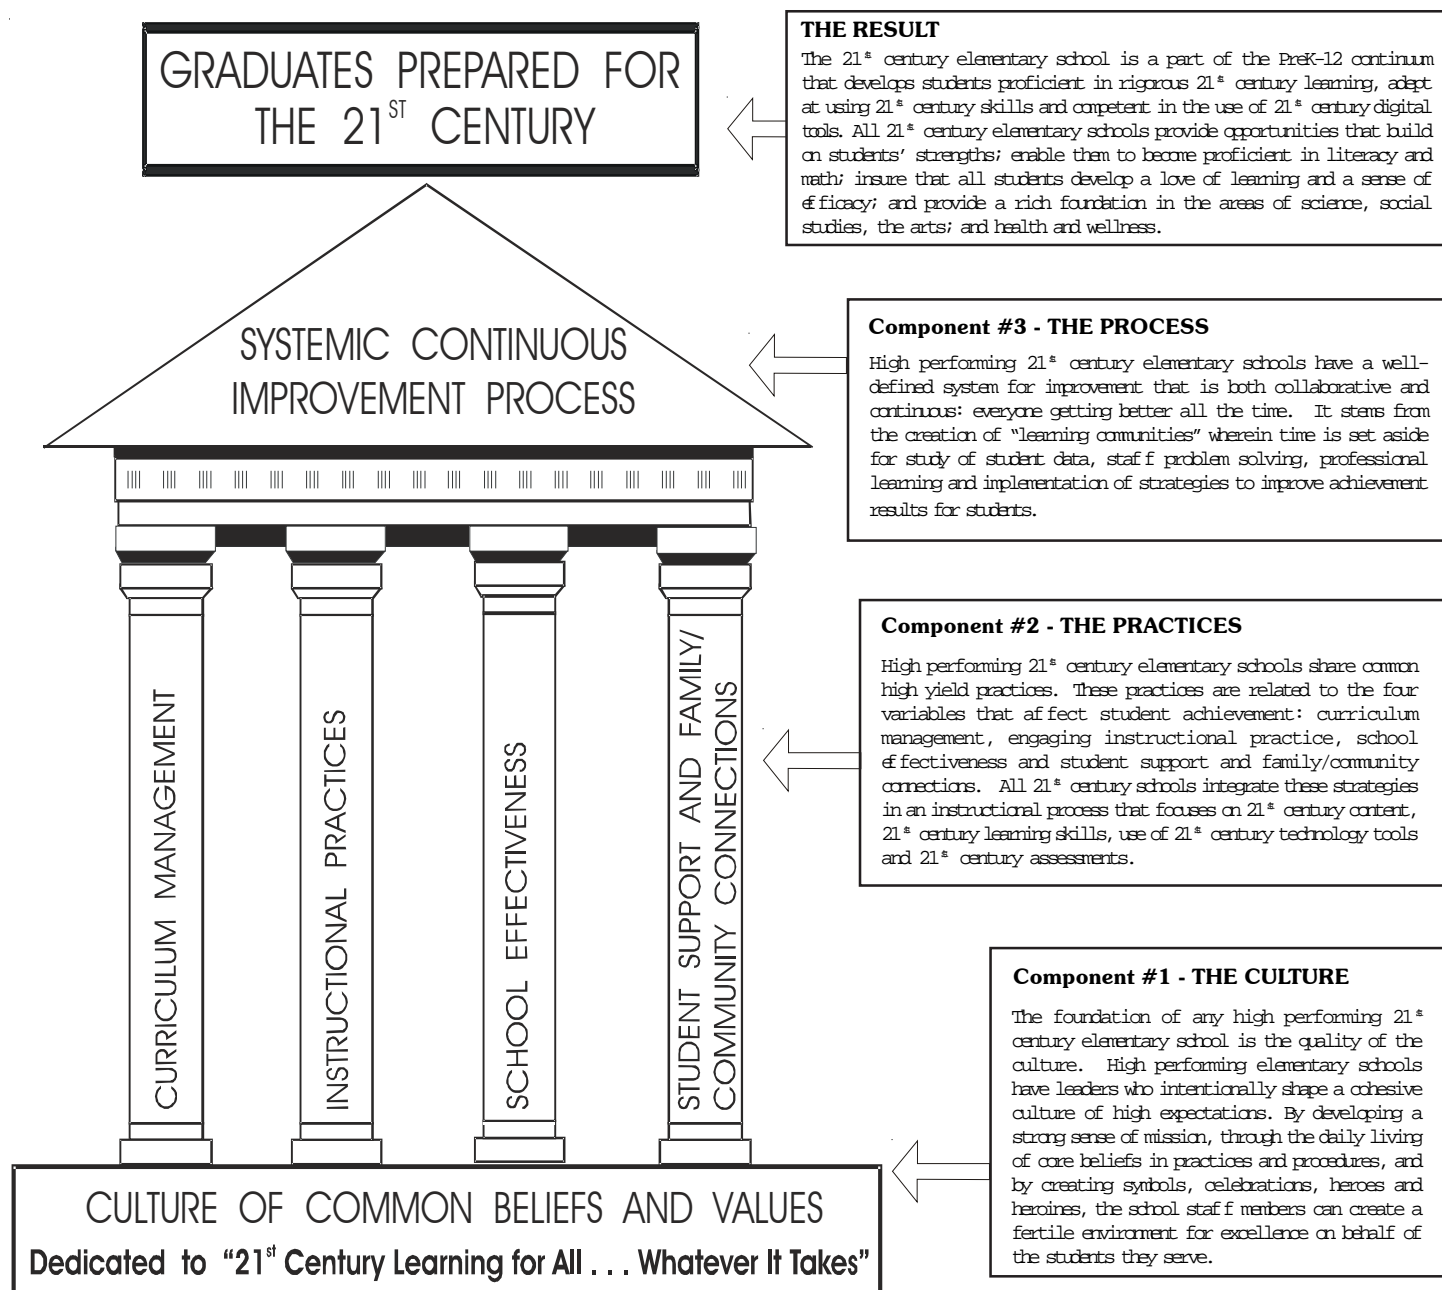 GRADUATES PREPARED FOR
THE 21ST CENTURY
THE RESULT
The 21st century elementary school is a part of the PreK-12 continuum
that develops students proficient in rigorous 21st century learning, adept
at using 21st century skills and competent in the use of 21st century digital
tools. All 21st century elementary schools provide opportunities that build
on students' strengths; enable them to become proficient in literacy and
math; insure that all students develop a love of learning and a sense of
efficacy; and provide a rich foundation in the areas of science, social
studies, the arts; and health and wellness.
SYSTEMIC CONTINUOUS
IMPROVEMENT PROCESS
Component #3 - THE PROCESS
High performing 21st century elementary schools have a well-
defined system for improvement that is both collaborative and
continuous: everyone getting better all the time. It stems from
the creation of "learning communities" wherein time is set aside
for study of student data, staff problem solving, professional
learning and implementation of strategies to improve achievement
results for students.
CURRICULUM MANAGEMENT
INSTRUCTIONAL PRACTICES
SCHOOL EFFECTIVENESS
STUDENT SUPPORT AND FAMILY/
COMMUNITY CONNECTIONS
Component #2 - THE PRACTICES
High performing 21st century elementary schools share common
high yield practices. These practices are related to the four
variables that affect student achievement: curriculum
management, engaging instructional practice, school
effectiveness and student support and family/community
connections. All 21st century schools integrate these strategies
in an instructional process that focuses on 21st century content,
21st century learning skills, use of 21st century technology tools
and 21st century assessments.
Component #1 - THE CULTURE
The foundation of any high performing 21st
century elementary school is the quality of the
culture. High performing elementary schools
have leaders who intentionally shape a cohesive
culture of high expectations. By developing a
strong sense of mission, through the daily living
of core beliefs in practices and procedures, and
by creating symbols, celebrations, heroes and
heroines, the school staff members can create a
fertile environment for excellence on behalf of
the students they serve.
CULTURE OF COMMON BELIEFS AND VALUES
Dedicated to "21st Century Learning for All . . . Whatever It Takes"